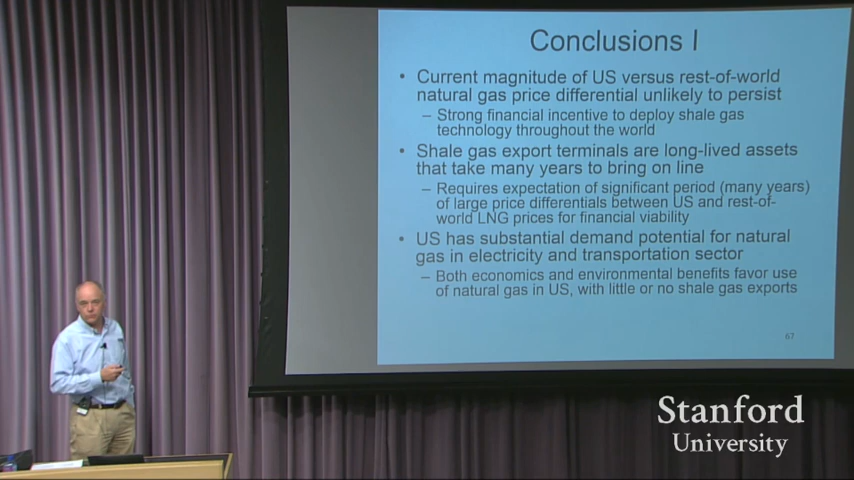 Conclusions I
• Current magnitude of US versus rest-of-world
natural gas price differential unlikely to persist
– Strong financial incentive to deploy shale gas
technology throughout the world
• Shale gas export terminals are long-lived assets
that take many years to bring on line
– Requires expectation of significant period (many years)
of large price differentials between US and rest-of-
world LNG prices for financial viability
• US has substantial demand potential for natural
gas in electricity and transportation sector
– Both economics and environmental benefits favor use
of natural gas in US, with little or no shale gas exports
67
Stanford
University